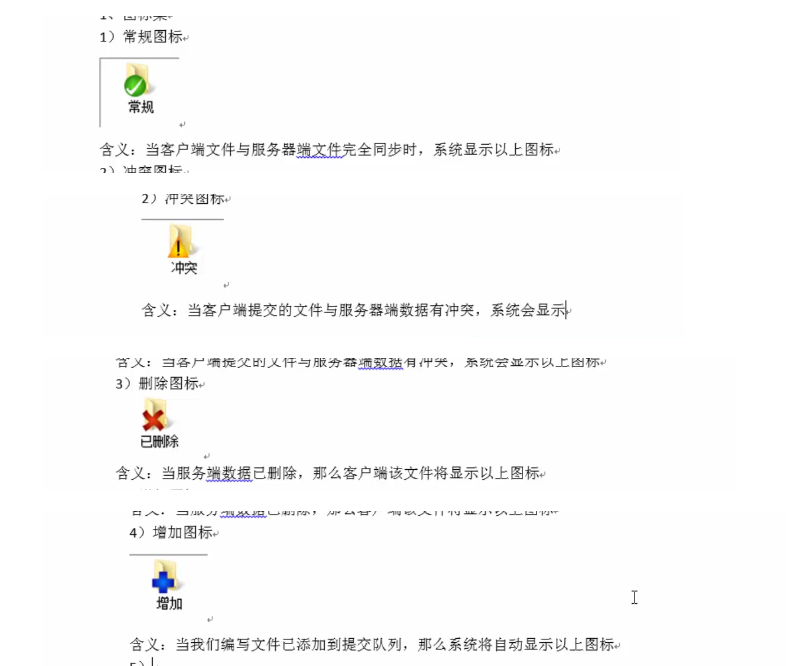 1、图标集
1）常规图标
常规
含义：当客户端文件与服务器端文件完全同步时，系统显示以上图标
2）冲突图标
2）冲突图标
冲突
含义：当客户端提交的文件与服务器端数据有冲突，系统会显示
含义：当客户端提交的文件与服务器端数据有冲突，系统会显示以上图标
3）删除图标
已删除
含义：当服务端数据已删除，那么客户端该文件将显示以上图标
含义：当服务端数据已删除，那么客户端该文件将显示以上图标
4）增加图标
增加
含义：当我们编写文件已添加到提交队列，那么系统将自动显示以上图标
5）